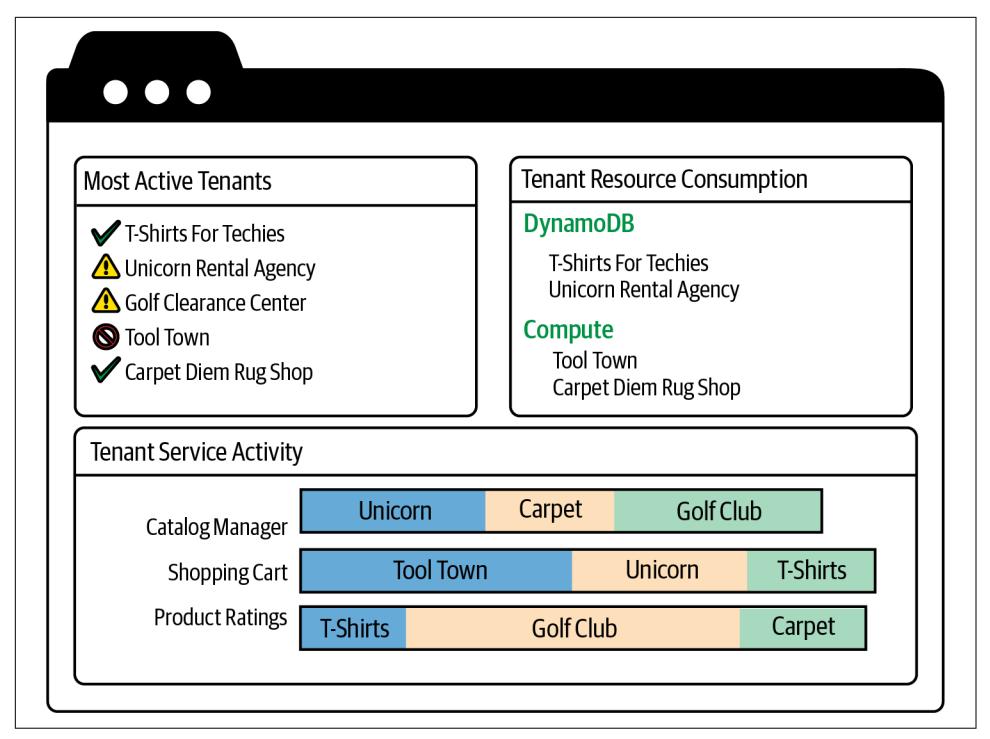 Most Active Tenants
T-Shirts For Techies
Unicorn Rental Agency
Golf Clearance Center
Tool Town
Carpet Diem Rug Shop
Tenant Resource Consumption
DynamoDB
T-Shirts For Techies
Unicorn Rental Agency
Compute
Tool Town
Carpet Diem Rug Shop
Tenant Service Activity
Catalog Manager
Unicorn
Carpet
Golf Club
Shopping Cart
Tool Town
Unicorn
T-Shirts
Product Ratings
T-Shirts
Golf Club
Carpet